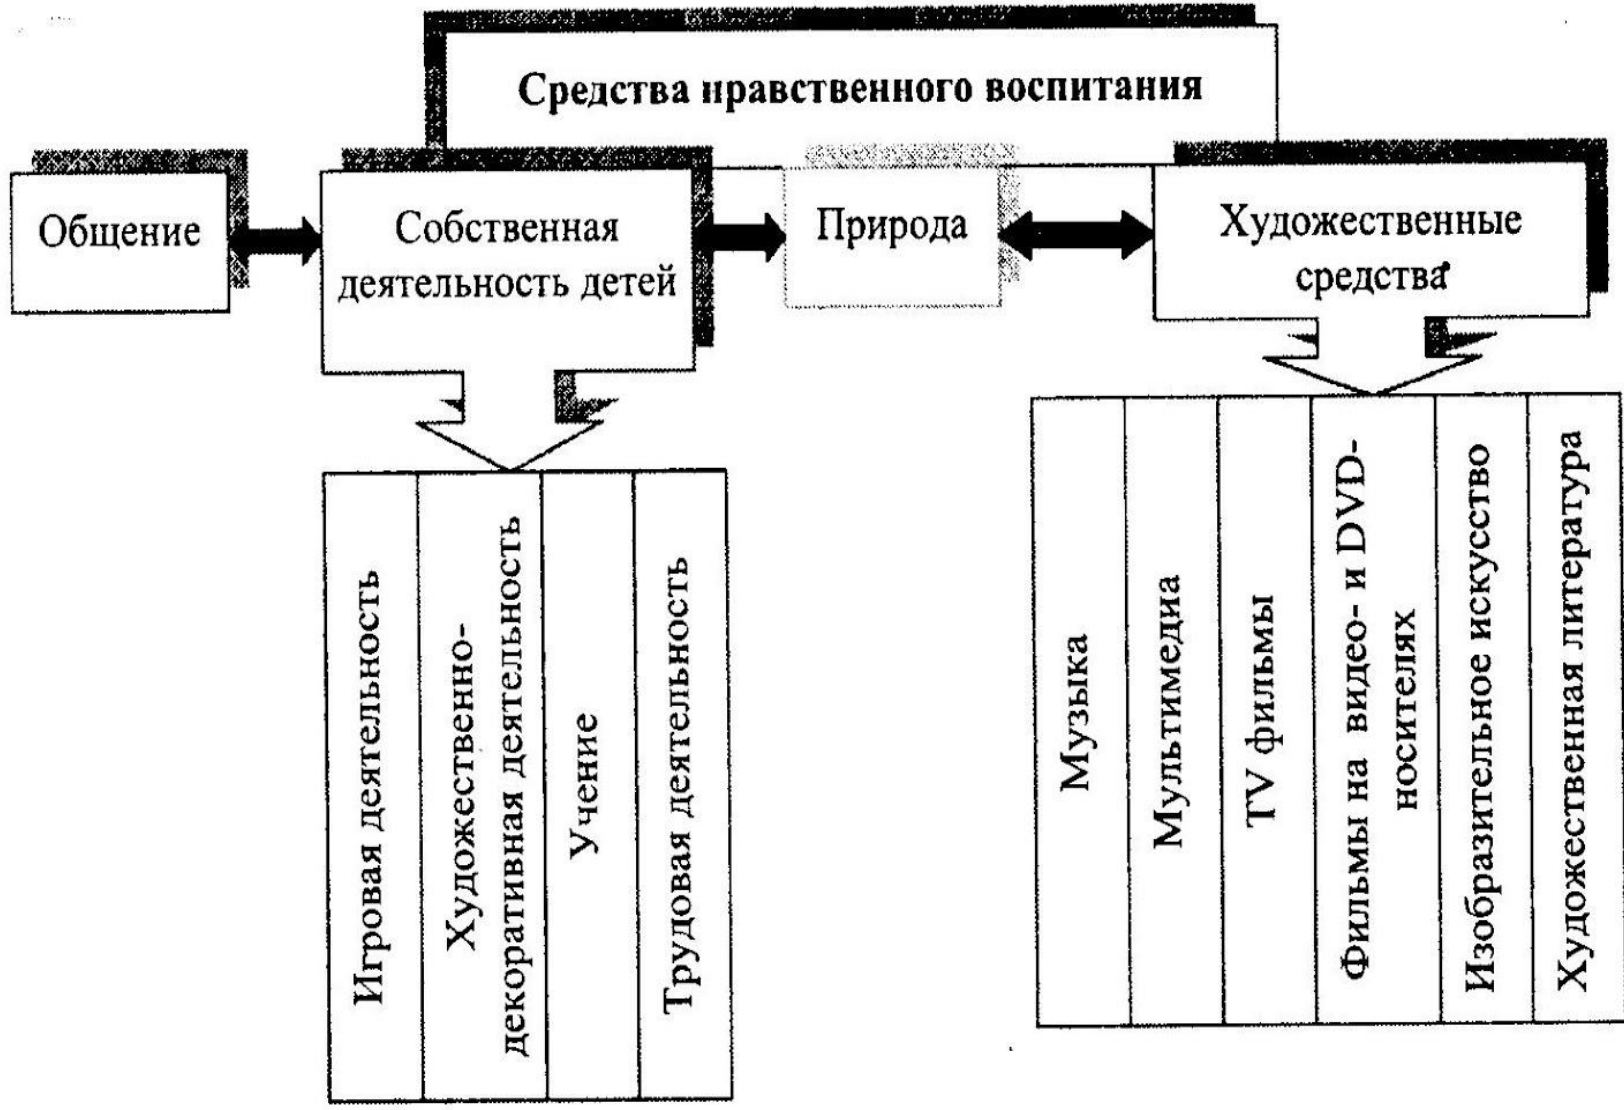 Средства нравственного воспитания
Общение
Собственная
деятельность детей
Природа
Художественные
средства
Игровая деятельность
Художественно-
декоративная деятельность
Учение
Трудовая деятельность
Музыка
Мультимедиа
TV фильмы
Фильмы на видео- и DVD-
носителях
Изобразительное искусство
Художественная литература